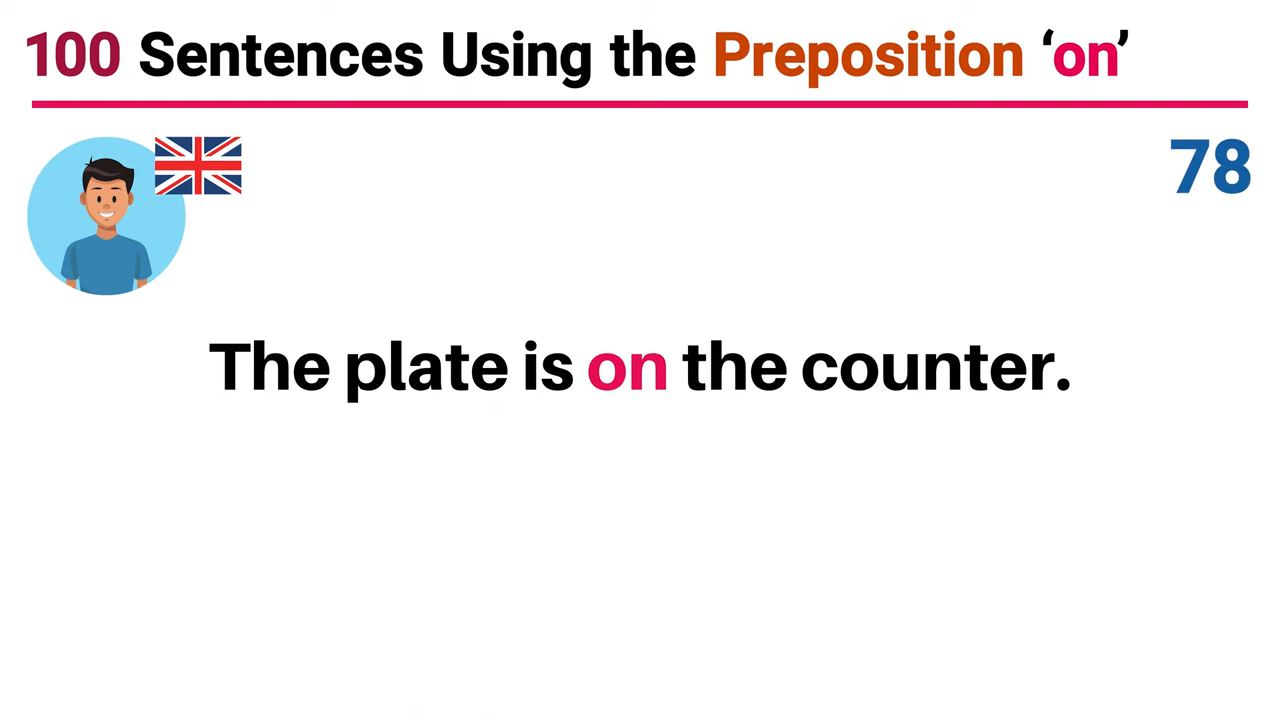 100 Sentences Using the Preposition ‘on’
78
The plate is on the counter.